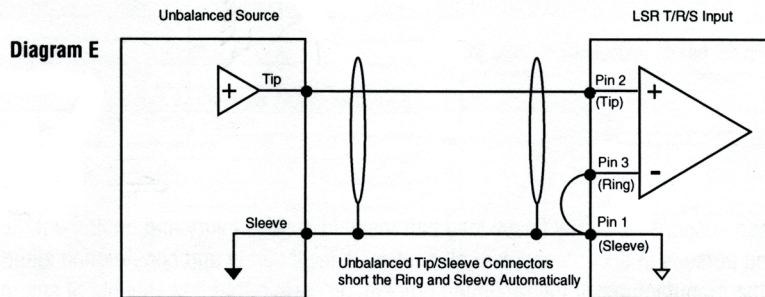 Unbalanced Source
LSR T/R/S Input
Diagram E
Tip
+
Pin 2
(Tip)
+
Pin 3
(Ring)
-
Sleeve
Pin 1
(Sleeve)
Unbalanced Tip/Sleeve Connectors
short the Ring and Sleeve Automatically